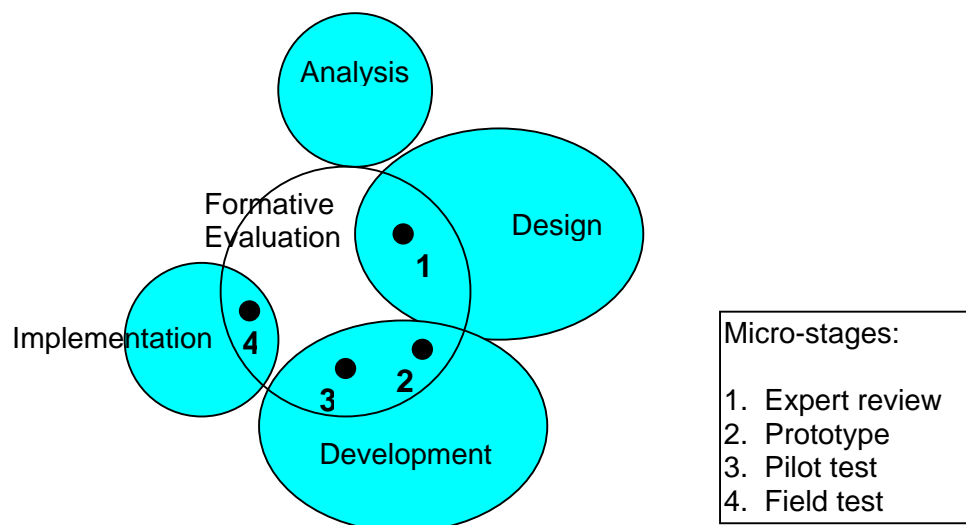 Analysis
Formative
Evaluation
Design
1
Implementation
4
3
2
Development
Micro-stages:
1. Expert review
2. Prototype
3. Pilot test
4. Field test